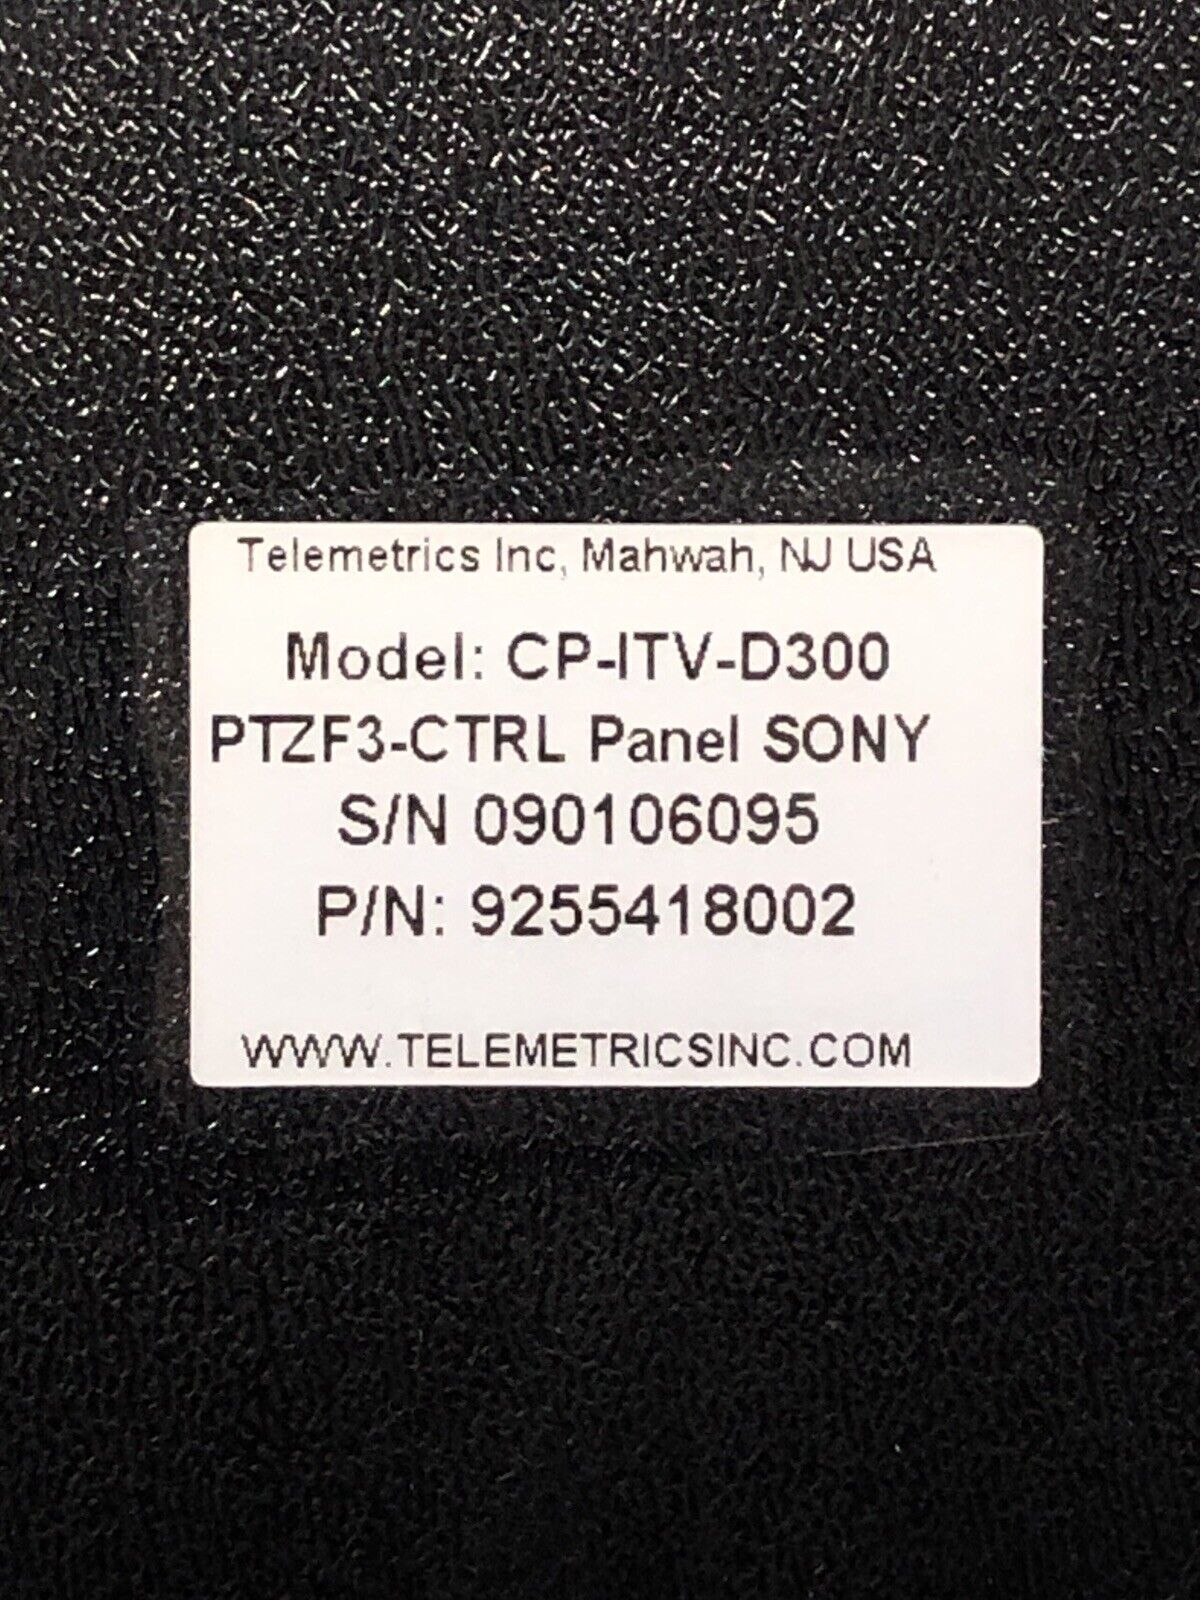 Telemetrics Inc, Mahwah, NJ USA
Model: CP-ITV-D300
PTZF3-CTRL Panel SONY
S/N 090106095
P/N: 9255418002
WWW.TELEMETRICSINC.COM